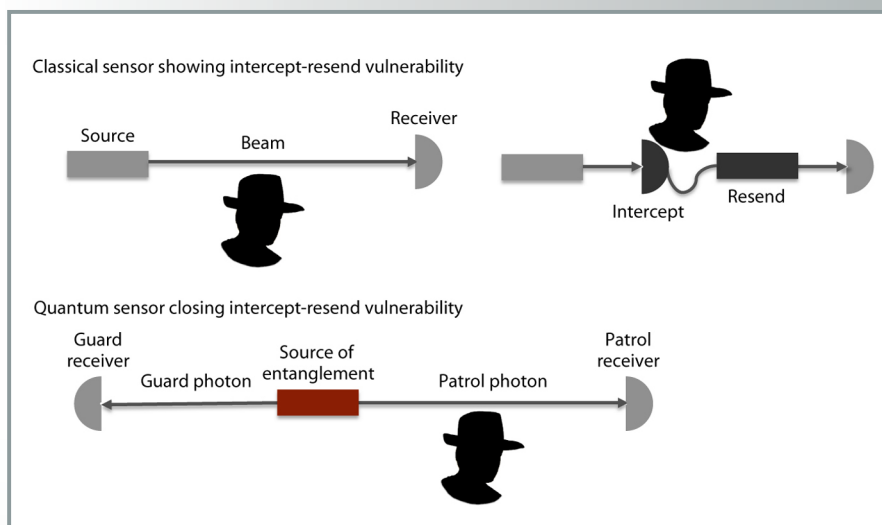 Classical sensor showing intercept-resend vulnerability
Source
Beam
Receiver
Intercept
Resend
Quantum sensor closing intercept-resend vulnerability
Guard
receiver
Guard photon
Source of
entanglement
Patrol photon
Patrol
receiver